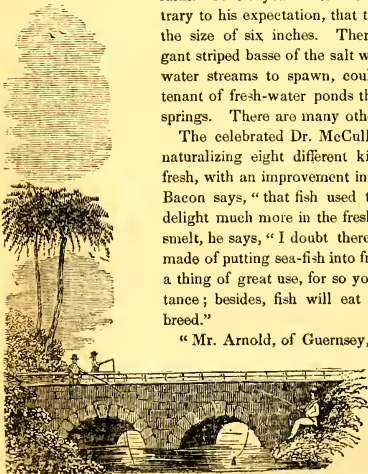 trary to his expectation, that t
the size of six inches. Ther
gant striped basse of the salt w
water streams to spawn, coul
tenant of fresh-water ponds th
springs. There are many othe
The celebrated Dr. McCull
naturalizing eight different ki
fresh, with an improvement in
Bacon says, “ that fish used t
delight much more in the fresh
smelt, he says, “ I doubt there
made of putting sea-fish into fr
a thing of great use, for so yo
tance ; besides, fish will eat
breed.”
“ Mr. Arnold, of Guernsey,